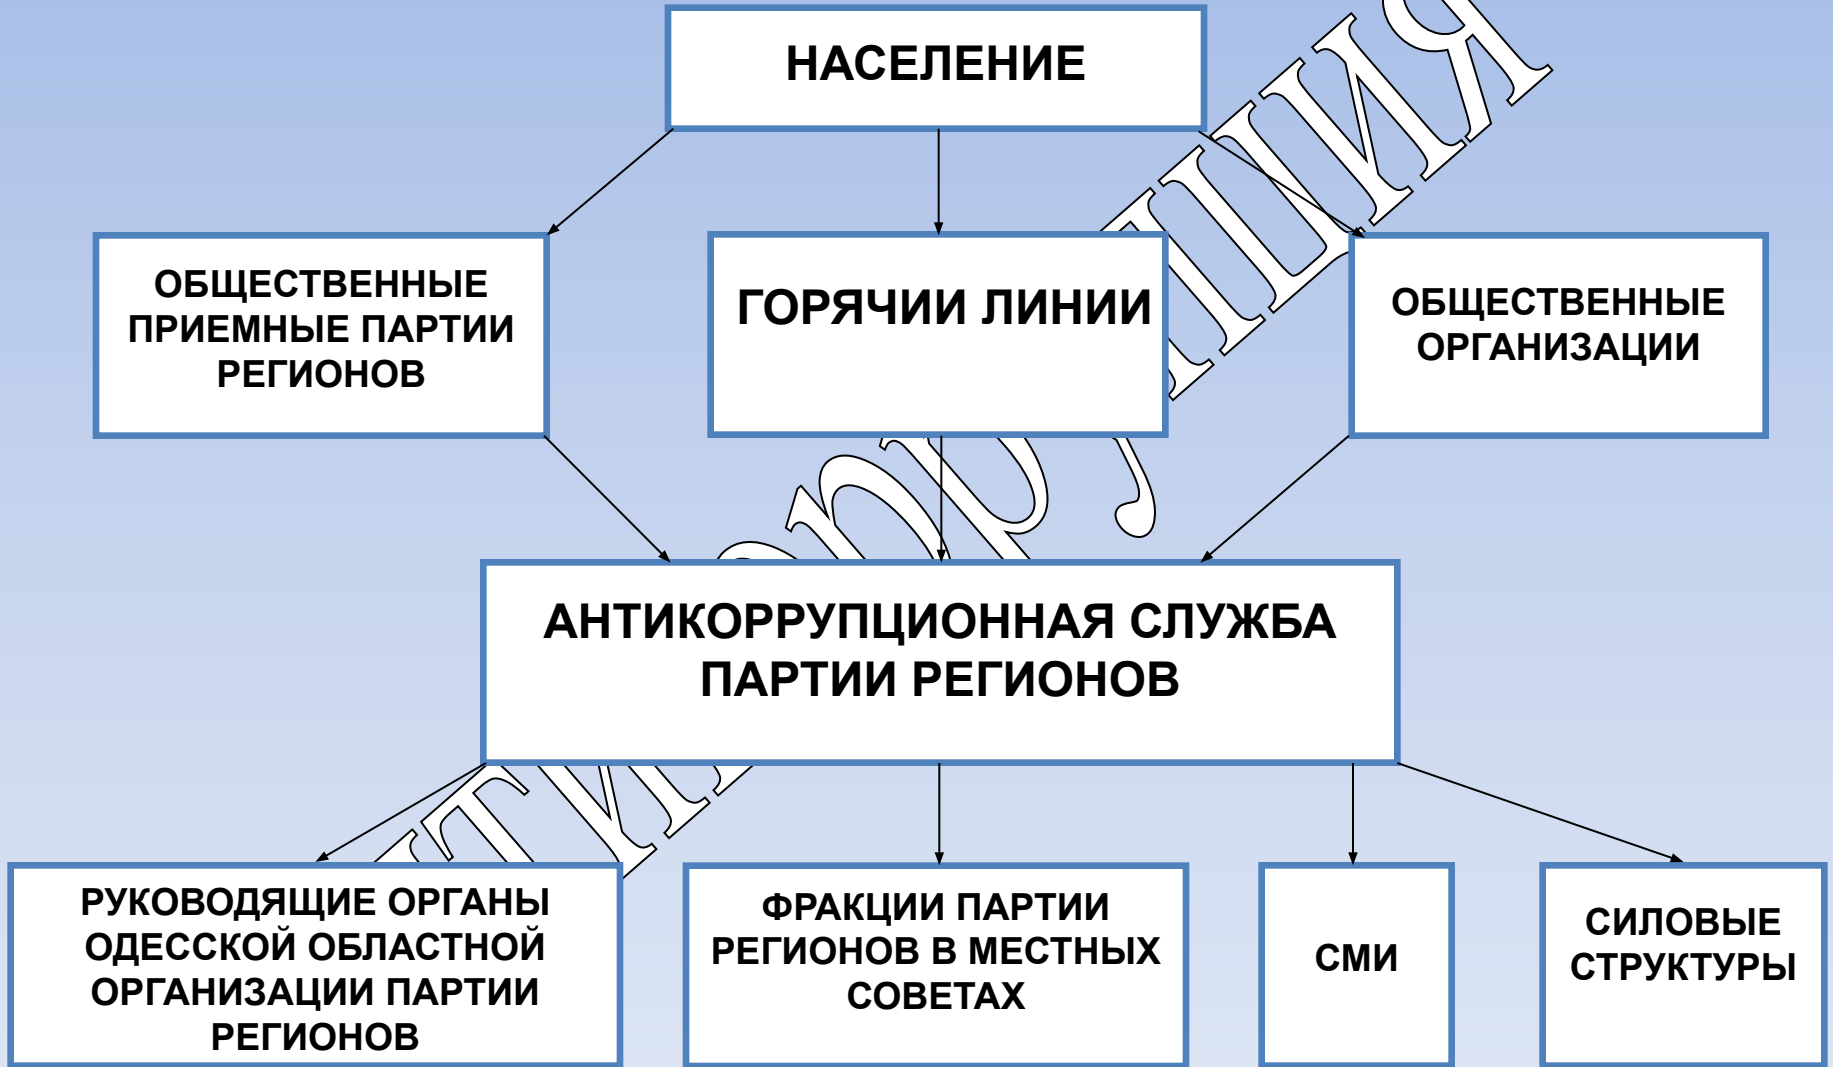 НАСЕЛЕНИЕ
ОБЩЕСТВЕННЫЕ
ПРИЕМНЫЕ ПАРТИИ
РЕГИОНОВ
ГОРЯЧИИ ЛИНИИ
ОБЩЕСТВЕННЫЕ
ОРГАНИЗАЦИИ
АНТИКОРРУПЦИОННАЯ СЛУЖБА
ПАРТИИ РЕГИОНОВ
РУКОВОДЯЩИЕ ОРГАНЫ
ОДЕССКОЙ ОБЛАСТНОЙ
ОРГАНИЗАЦИИ ПАРТИИ
РЕГИОНОВ
ФРАКЦИИ ПАРТИИ
РЕГИОНОВ В МЕСТНЫХ
СОВЕТАХ
СМИ
СИЛОВЫЕ
СТРУКТУРЫ